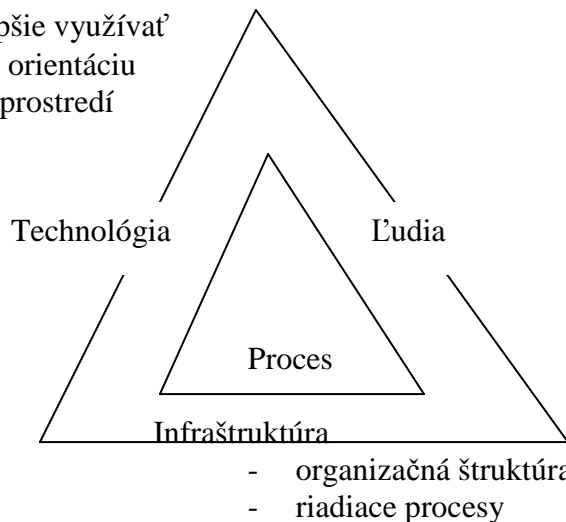 pšie využívať
orientáciu
prostredí
Technológia Ľudia
Proces
Infraštruktúra
- organizačná štruktúra
- riadiace procesy